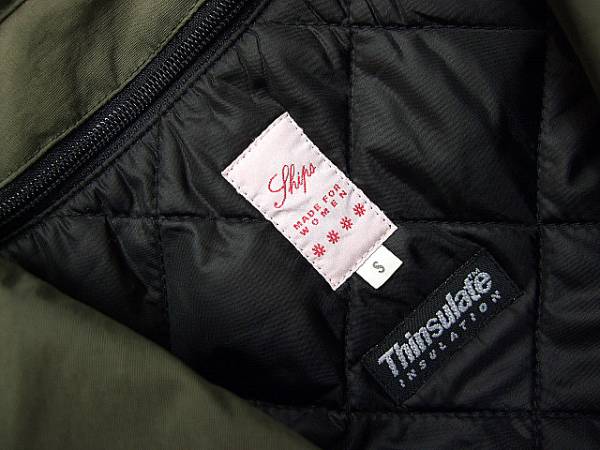 Ships
MADE FOR
WOMEN
S
Thinsulate
INSULATION